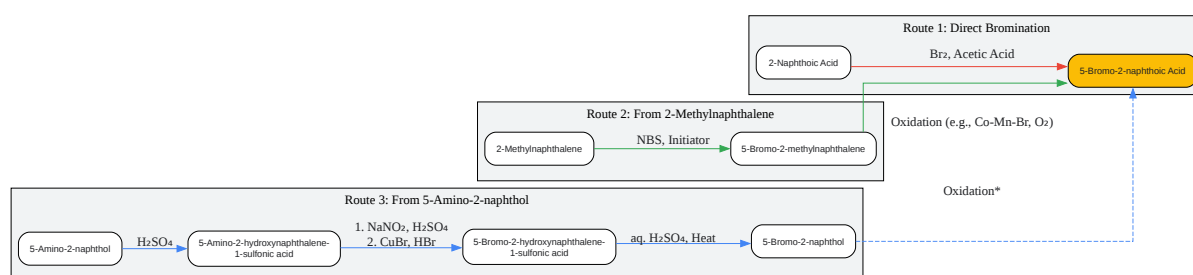 Route 1: Direct Bromination
2-Naphthoic Acid
Br₂, Acetic Acid
5-Bromo-2-naphthoic Acid
Route 2: From 2-Methylnaphthalene
2-Methylnaphthalene
NBS, Initiator
5-Bromo-2-methylnaphthalene
Oxidation (e.g., Co-Mn-Br, O₂)
Oxidation*
Route 3: From 5-Amino-2-naphthol
5-Amino-2-naphthol
H₂SO₄
5-Amino-2-hydroxynaphthalene-
1-sulfonic acid
1. NaNO₂, H₂SO₄
2. CuBr, HBr
5-Bromo-2-hydroxynaphthalene-
1-sulfonic acid
aq. H₂SO₄, Heat
5-Bromo-2-naphthol